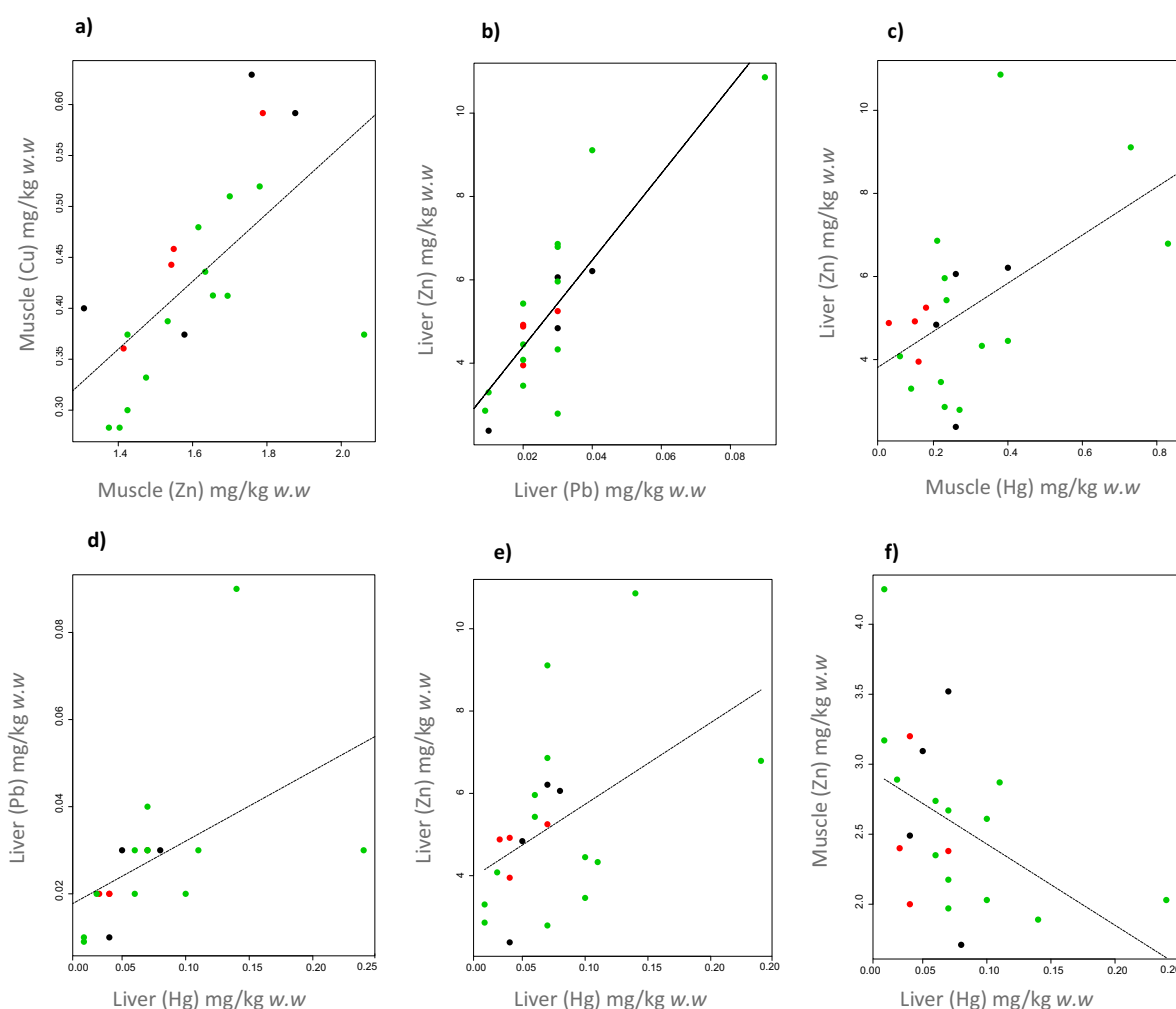 a)
Muscle (Cu) mg/kg w.w
0.60
0.55
0.50
0.45
0.40
0.35
0.30
1.4 1.6 1.8 2.0
Muscle (Zn) mg/kg w.w
b)
Liver (Zn) mg/kg w.w
10
8
6
4
0.02 0.04 0.06 0.08
Liver (Pb) mg/kg w.w
c)
Liver (Zn) mg/kg w.w
10
8
6
4
0.0 0.2 0.4 0.6 0.8
Muscle (Hg) mg/kg w.w
d)
Liver (Pb) mg/kg w.w
0.08
0.06
0.04
0.02
0.00 0.05 0.10 0.15 0.20 0.25
Liver (Hg) mg/kg w.w
e)
Liver (Zn) mg/kg w.w
10
8
6
4
0.00 0.05 0.10 0.15 0.20 0.20
Liver (Hg) mg/kg w.w
f)
Muscle (Zn) mg/kg w.w
4.0
3.5
3.0
2.5
2.0
0.00 0.05 0.10 0.15 0.20 0.20
Liver (Hg) mg/kg w.w